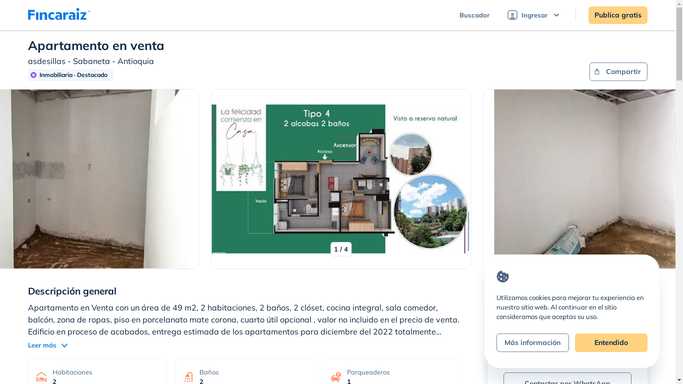 Fincaraiz
Buscador
Ingresar
Publica gratis
Apartamento en venta
asdesillas - Sabaneta - Antioquia
Inmobiliaria - Destacado
Compartir
La felicidad
comienza en
Casa
Tipo 4
2 alcobas 2 baños
Vista a reserva natural
Ascensor
Acceso
Vacío
1 / 4
Descripción general
Apartamento en Venta con un área de 49 m2, 2 habitaciones, 2 baños, 2 clóset, cocina integral, sala comedor,
balcón, zona de ropas, piso en porcelanato mate corona, cuarto útil opcional , valor no incluido en el precio de venta.
Edificio en proceso de acabados, entrega estimada de los apartamentos para diciembre del 2022 totalmente...
Leer más
Habitaciones
2
Baños
2
Parqueaderos
1
Utilizamos cookies para mejorar tu experiencia en
nuestro sitio web. Al continuar en el sitio
consideramos que aceptas su uso.
Más información
Entendido
Contactar por WhatsApp